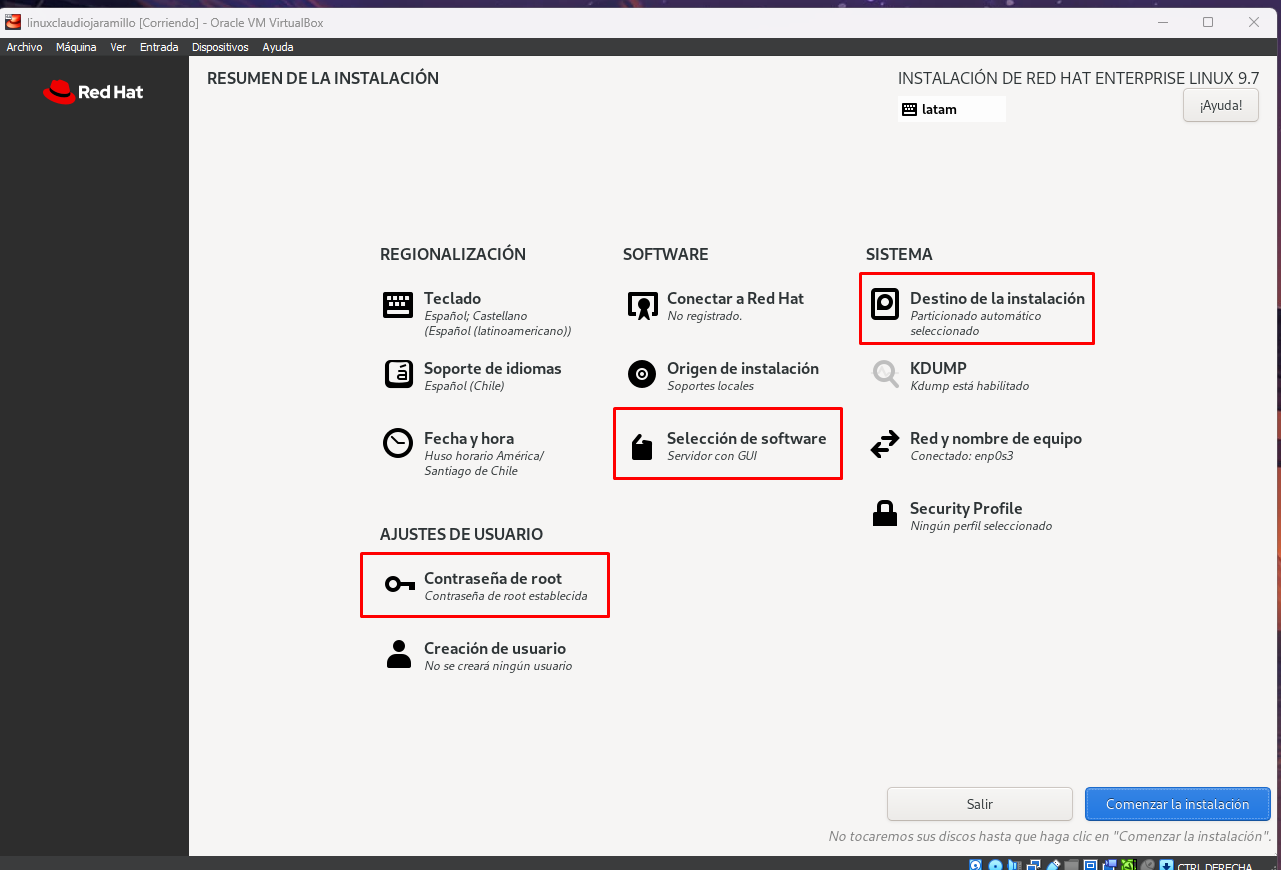 linuxclaudiojaramillo [Corriendo] - Oracle VM VirtualBox
Archivo Máquina Ver Entrada Dispositivos Ayuda
Red Hat
RESUMEN DE LA INSTALACIÓN
INSTALACIÓN DE RED HAT ENTERPRISE LINUX 9.7
latam
¡Ayuda!
REGIONALIZACIÓN
Teclado
Español; Castellano
(Español (latinoamericano))
Soporte de idiomas
Español (Chile)
Fecha y hora
Huso horario América/
Santiago de Chile
SOFTWARE
Conectar a Red Hat
No registrado.
Origen de instalación
Soportes locales
Selección de software
Servidor con GUI
SISTEMA
Destino de la instalación
Particionado automático
seleccionado
KDUMP
Kdump está habilitado
Red y nombre de equipo
Conectado: enp0s3
Security Profile
Ningún perfil seleccionado
AJUSTES DE USUARIO
Contraseña de root
Contraseña de root establecida
Creación de usuario
No se creará ningún usuario
Salir
Comenzar la instalación
No tocaremos sus discos hasta que haga clic en "Comenzar la instalación".
CTRL DERECHA